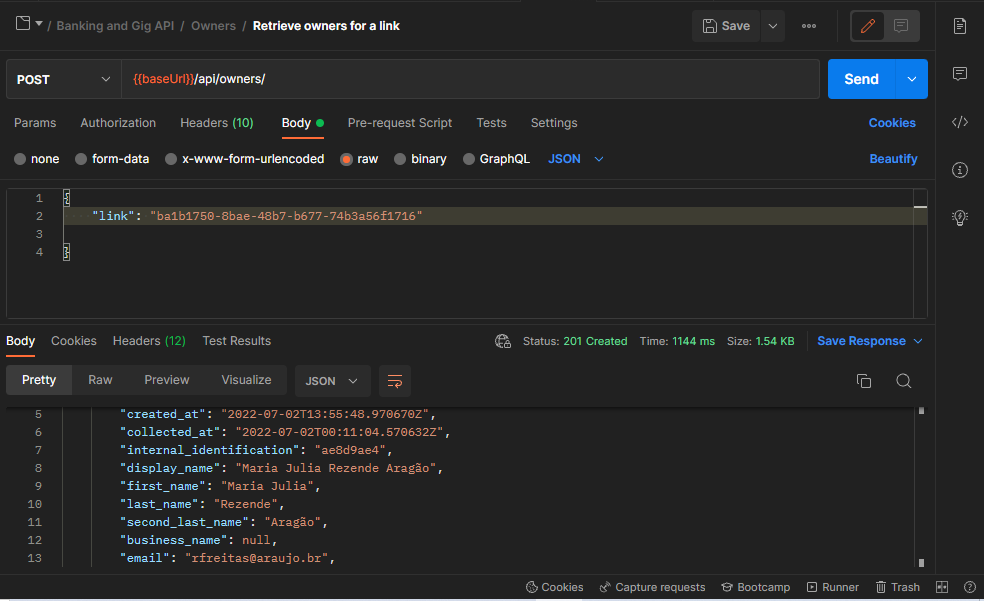 / Banking and Gig API / Owners / Retrieve owners for a link
Save
POST
{{baseUrl}}/api/owners/
Send
Params Authorization Headers (10) Body Pre-request Script Tests Settings Cookies
none form-data x-www-form-urlencoded raw binary GraphQL JSON Beautify
1 {
2 "link": "ba1b1750-8bae-48b7-b677-74b3a56f1716"
3
4 }
Body Cookies Headers (12) Test Results Status: 201 Created Time: 1144 ms Size: 1.54 KB Save Response
Pretty Raw Preview Visualize JSON
5 "created_at": "2022-07-02T13:55:48.970670Z",
6 "collected_at": "2022-07-02T00:11:04.570632Z",
7 "internal_identification": "ae8d9ae4",
8 "display_name": "Maria Julia Rezende Aragão",
9 "first_name": "Maria Julia",
10 "last_name": "Rezende",
11 "second_last_name": "Aragão",
12 "business_name": null,
13 "email": "rfreitas@araujo.br",
Cookies Capture requests Bootcamp Runner Trash